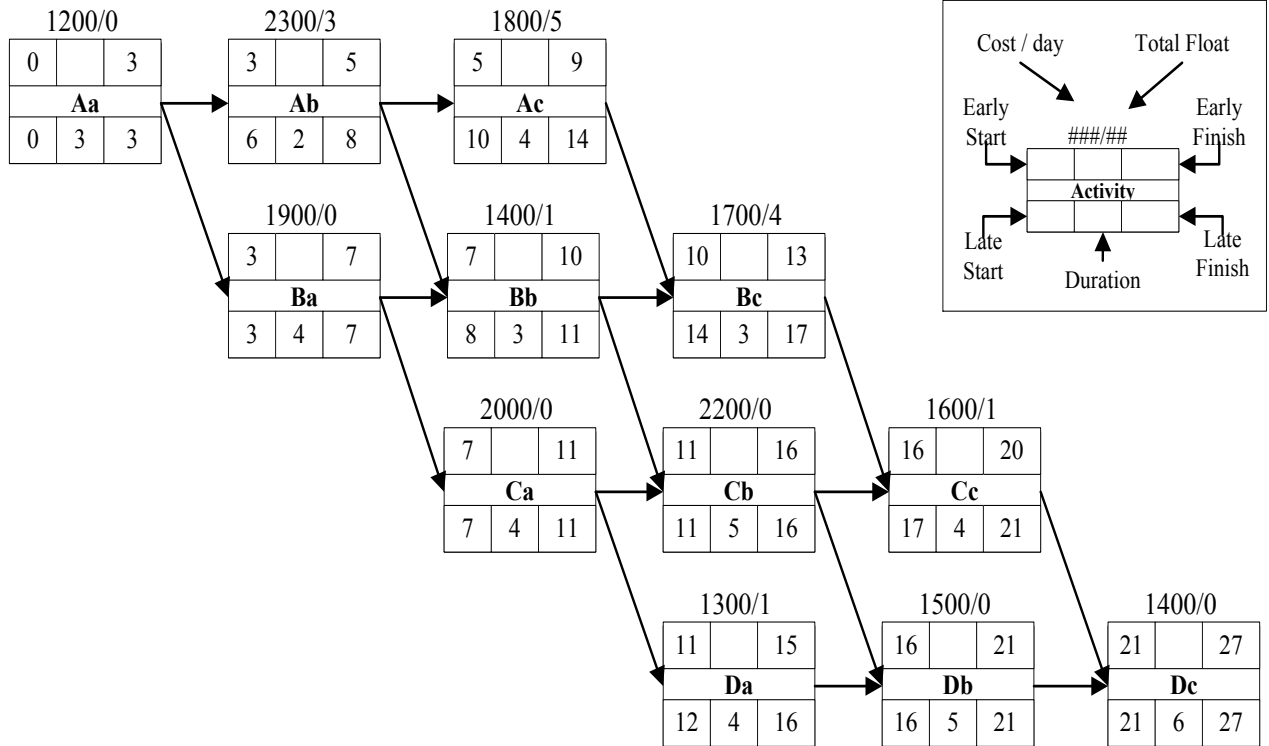 1200/0 2300/3 1800/5
0 3 3 5 5 9
Aa Ab Ac
0 3 3 6 2 8 10 4 14
1900/0 1400/1 1700/4
3 7 7 10 10 13
Ba Bb Bc
3 4 7 8 3 11 14 3 17
2000/0 2200/0 1600/1
7 11 11 16 16 20
Ca Cb Cc
7 4 11 11 5 16 17 4 21
1300/1 1500/0 1400/0
11 15 16 21 21 27
Da Db Dc
12 4 16 16 5 21 21 6 27
Cost / day Total Float
Early Early
Start ###/## Finish
Activity
Late Late
Start Finish
Duration